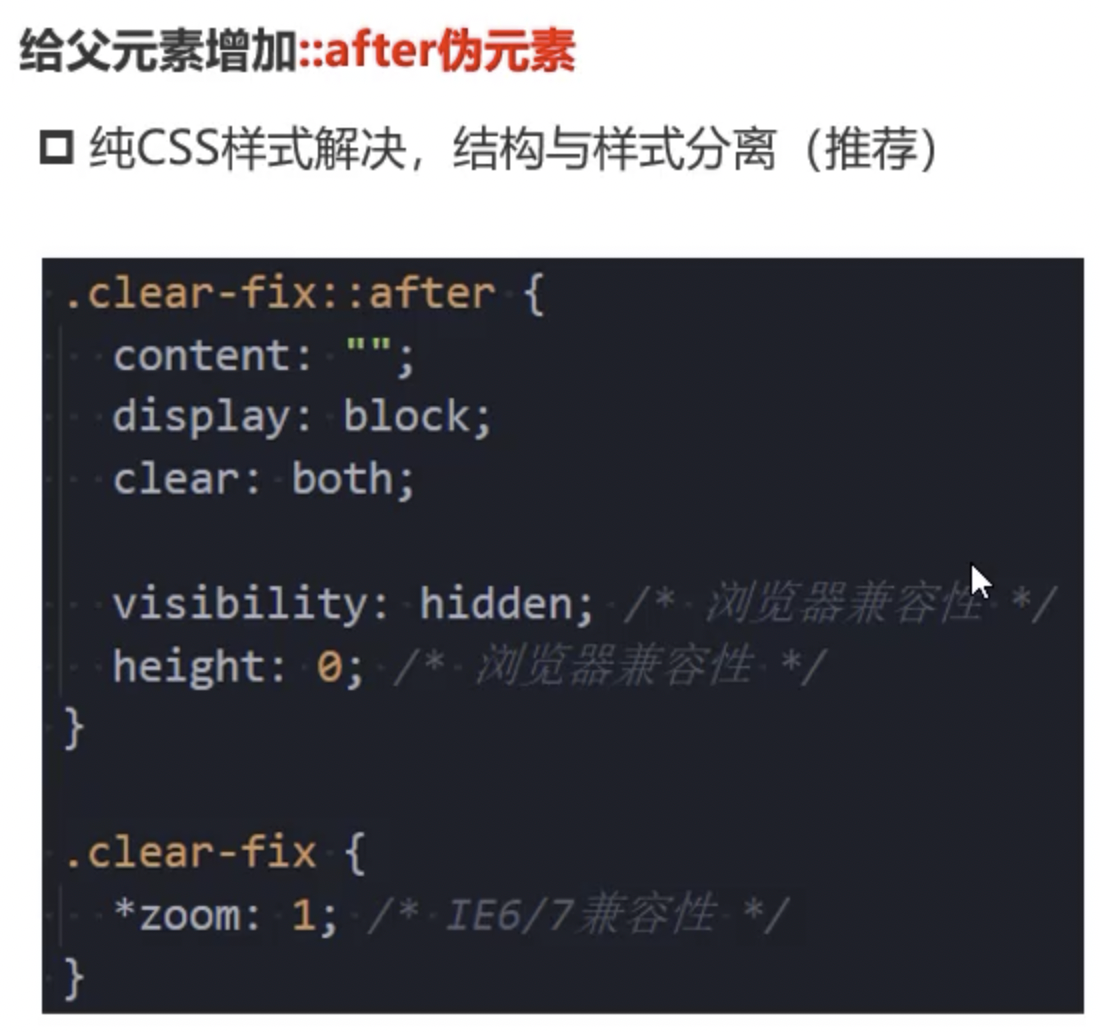 给父元素增加::after伪元素
纯CSS样式解决，结构与样式分离（推荐）
.clear-fix::after {
content: "";
display: block;
clear: both;
visibility: hidden; /* 浏览器兼容性 */
height: 0; /* 浏览器兼容性 */
}
.clear-fix {
*zoom: 1; /* IE6/7兼容性 */
}